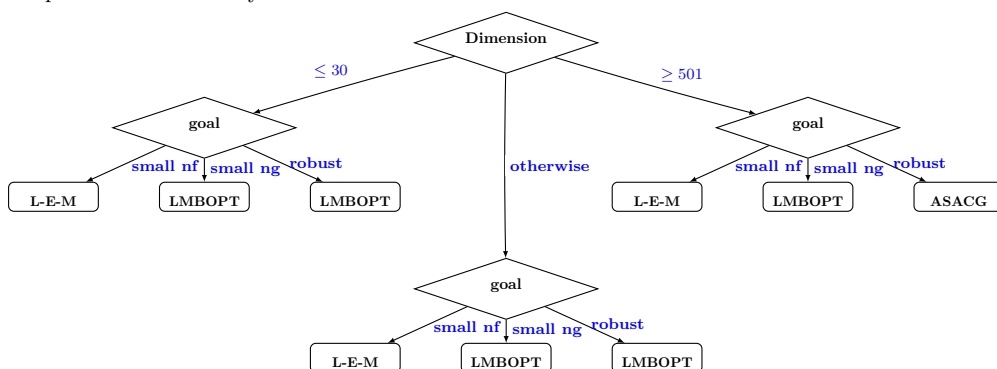 Dimension
≤ 30
≥ 501
goal
goal
small nf
small ng
robust
otherwise
small nf
small ng
robust
L-E-M
LMBOPT
LMBOPT
L-E-M
LMBOPT
ASACG
goal
small nf
small ng
robust
L-E-M
LMBOPT
LMBOPT